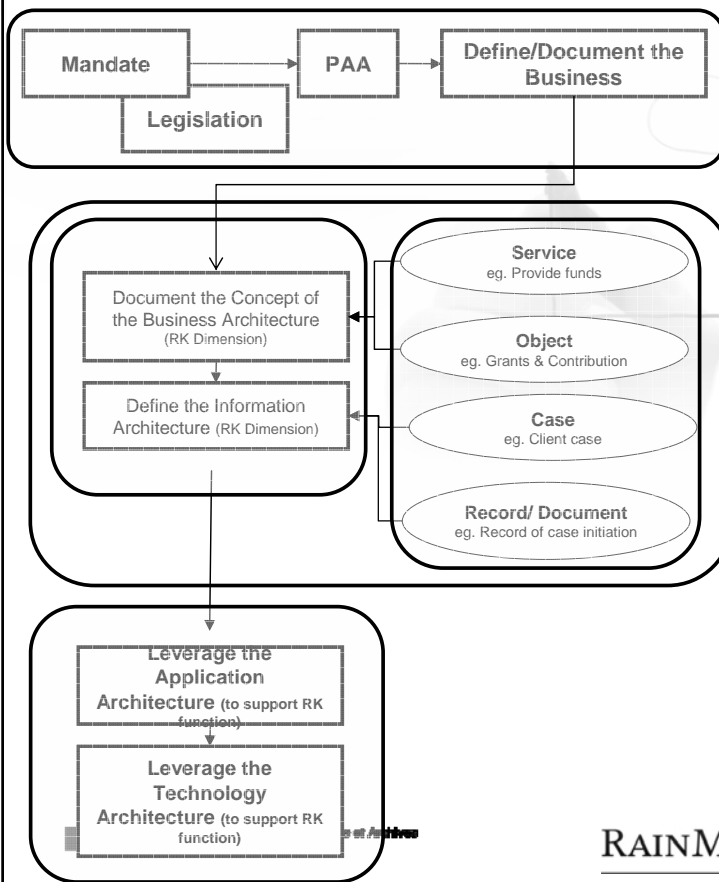 Mandate
PAA
Define/Document the
Business
Legislation
Document the Concept of
the Business Architecture
(RK Dimension)
Define the Information
Architecture (RK Dimension)
Service
eg. Provide funds
Object
eg. Grants & Contribution
Case
eg. Client case
Record/ Document
eg. Record of case initiation
Leverage the
Application
Architecture (to support RK
function)
Leverage the
Technology
Architecture (to support RK
function)
et Archives
RAINM